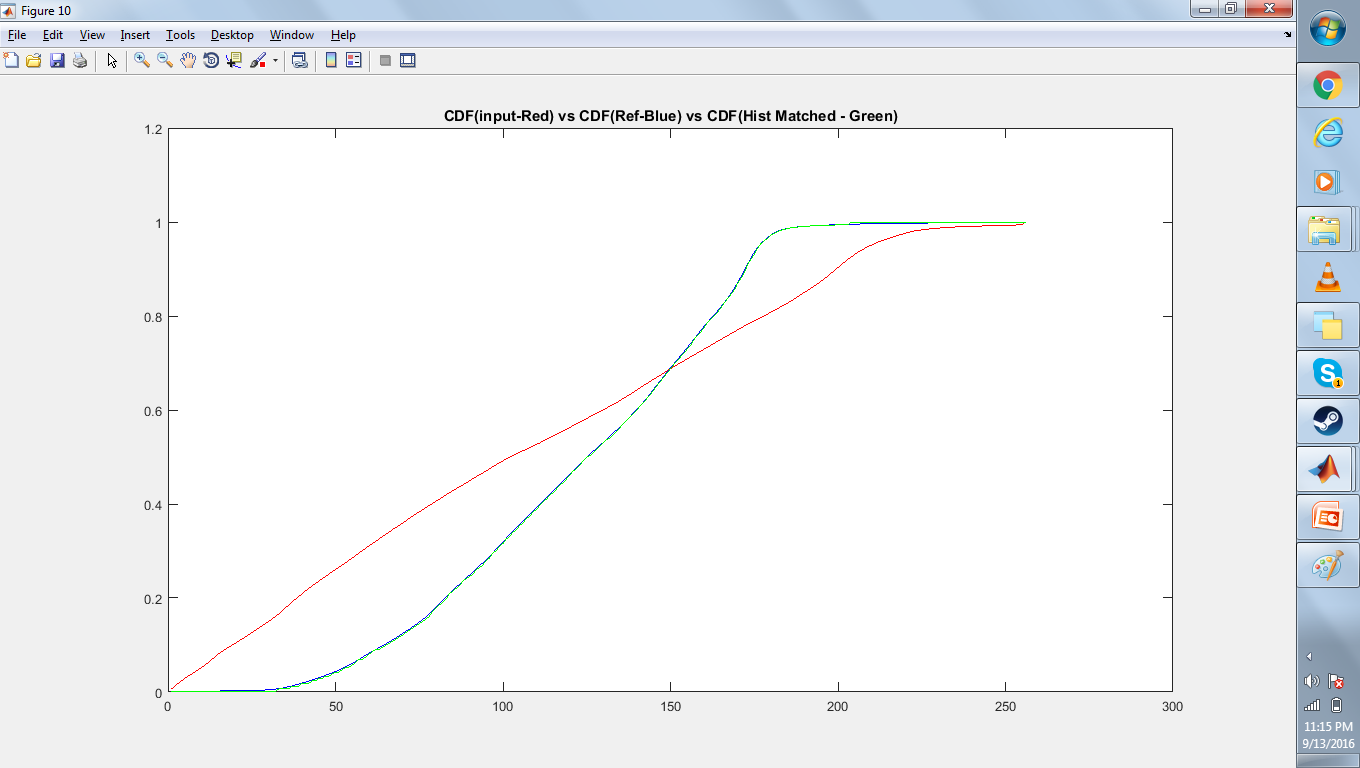 Figure 10
File Edit View Insert Tools Desktop Window Help
CDF(input-Red) vs CDF(Ref-Blue) vs CDF(Hist Matched - Green)
1.2
1
0.8
0.6
0.4
0.2
0
0 50 100 150 200 250 300
S
1
11:15 PM
9/13/2016